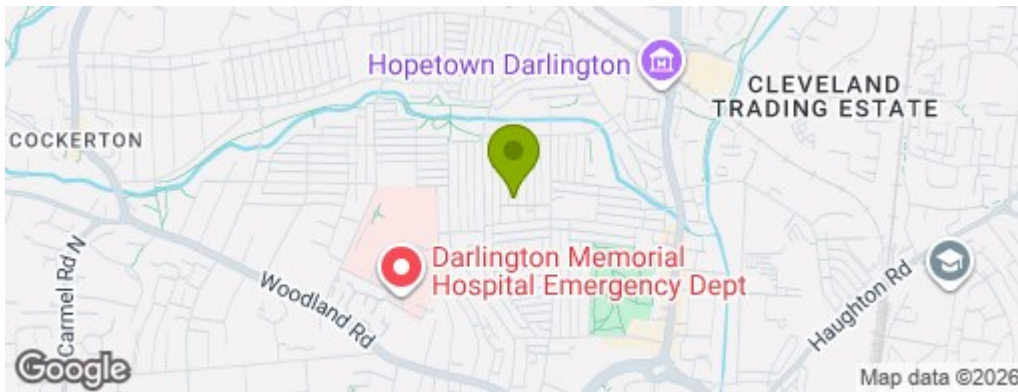 Hopetown Darlington
CLEVELAND
TRADING ESTATE
COCKERTON
Darlington Memorial
Hospital Emergency Dept
Carmel Rd N
Woodland Rd
Haughton Rd
Google
Map data ©2026